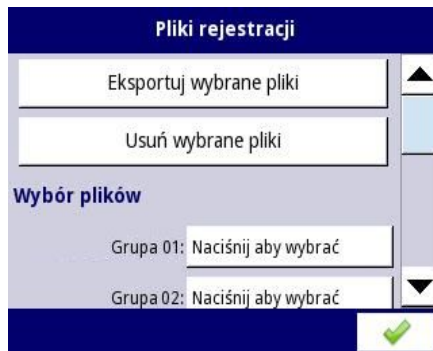 Pliki rejestracji
Eksportuj wybrane pliki
Usuń wybrane pliki
Wybór plików
Grupa 01: Naciśnij aby wybrać
Grupa 02: Naciśnij aby wybrać